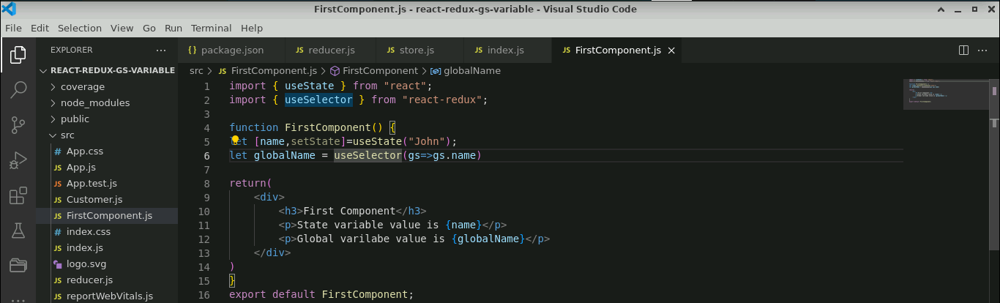 FirstComponent.js - react-redux-gs-variable - Visual Studio Code
File Edit Selection View Go Run Terminal Help
EXPLORER
REACT-REDUX-GS-VARIABLE
coverage
node_modules
public
src
App.css
App.js
App.test.js
Customer.js
FirstComponent.js
index.css
index.js
logo.svg
reducer.js
reportWebVitals.js
{} package.json JS reducer.js JS store.js JS index.js JS FirstComponent.js
src > JS FirstComponent.js > FirstComponent > globalName
1 import { useState } from "react";
2 import { useSelector } from "react-redux";
3
4 function FirstComponent() {
5 let [name,setState]=useState("John");
6 let globalName = useSelector(gs=>gs.name)
7
8 return(
9 <div>
10 <h3>First Component</h3>
11 <p>State variable value is {name}</p>
12 <p>Global varilabe value is {globalName}</p>
13 </div>
14 )
15 }
16 export default FirstComponent;